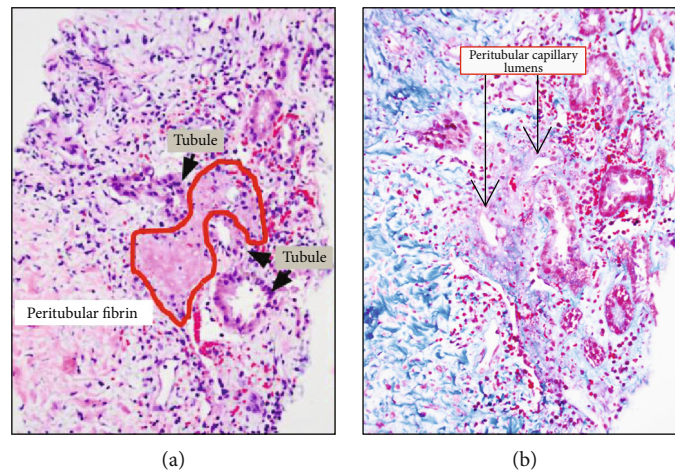 Tubule
Tubule
Peritubular fibrin
(a)
Peritubular capillary
lumens
(b)